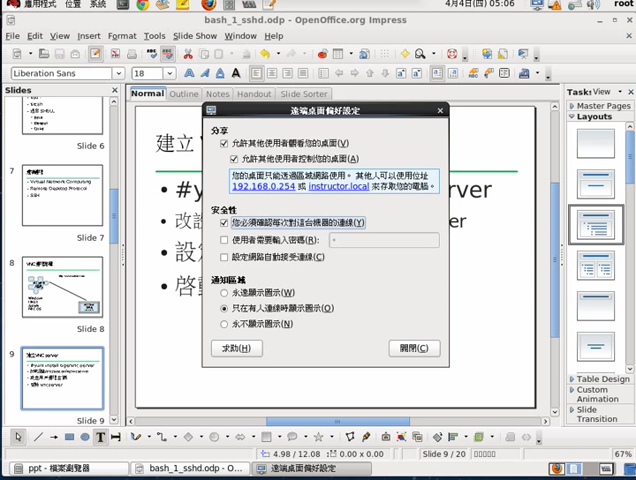 應用程式 位置 系統
4月4日(四) 05:06 root
bash_1_sshd.odp - OpenOffice.org Impress
File Edit View Insert Format Tools Slide Show Window Help
Liberation Sans 18
Slides
Normal Outline Notes Handout Slide Sorter
Tasks View
Master Pages
Layouts
Slide 6
7
Virtual Network Computing
Remote Desktop Protocol
SSH
Slide 7
8
Slide 8
9
Slide 9
建立
#y
erver
改
er
設
啟
遠端桌面偏好設定
分享
允許其他使用者觀看您的桌面(V)
允許其他使用者控制您的桌面(A)
您的桌面只能透過區域網路使用。 其他人可以使用位址
192.168.0.254 或 instructor.local 來存取您的電腦。
安全性
您必須確認每次對這台機器的連線(Y)
使用者需要輸入密碼(R):
設定網路自動接受連線(C)
通知區域
永遠顯示圖示(W)
只在有人連線時顯示圖示(O)
永不顯示圖示(N)
求助(H) 關閉(C)
Table Design
Custom
Animation
Slide
Transition
4.98 / 12.08 0.00 x 0.00 Slide 9 / 20 67%
ppt - 檔案瀏覽器 bash_1_sshd.odp - O... 遠端桌面偏好設定